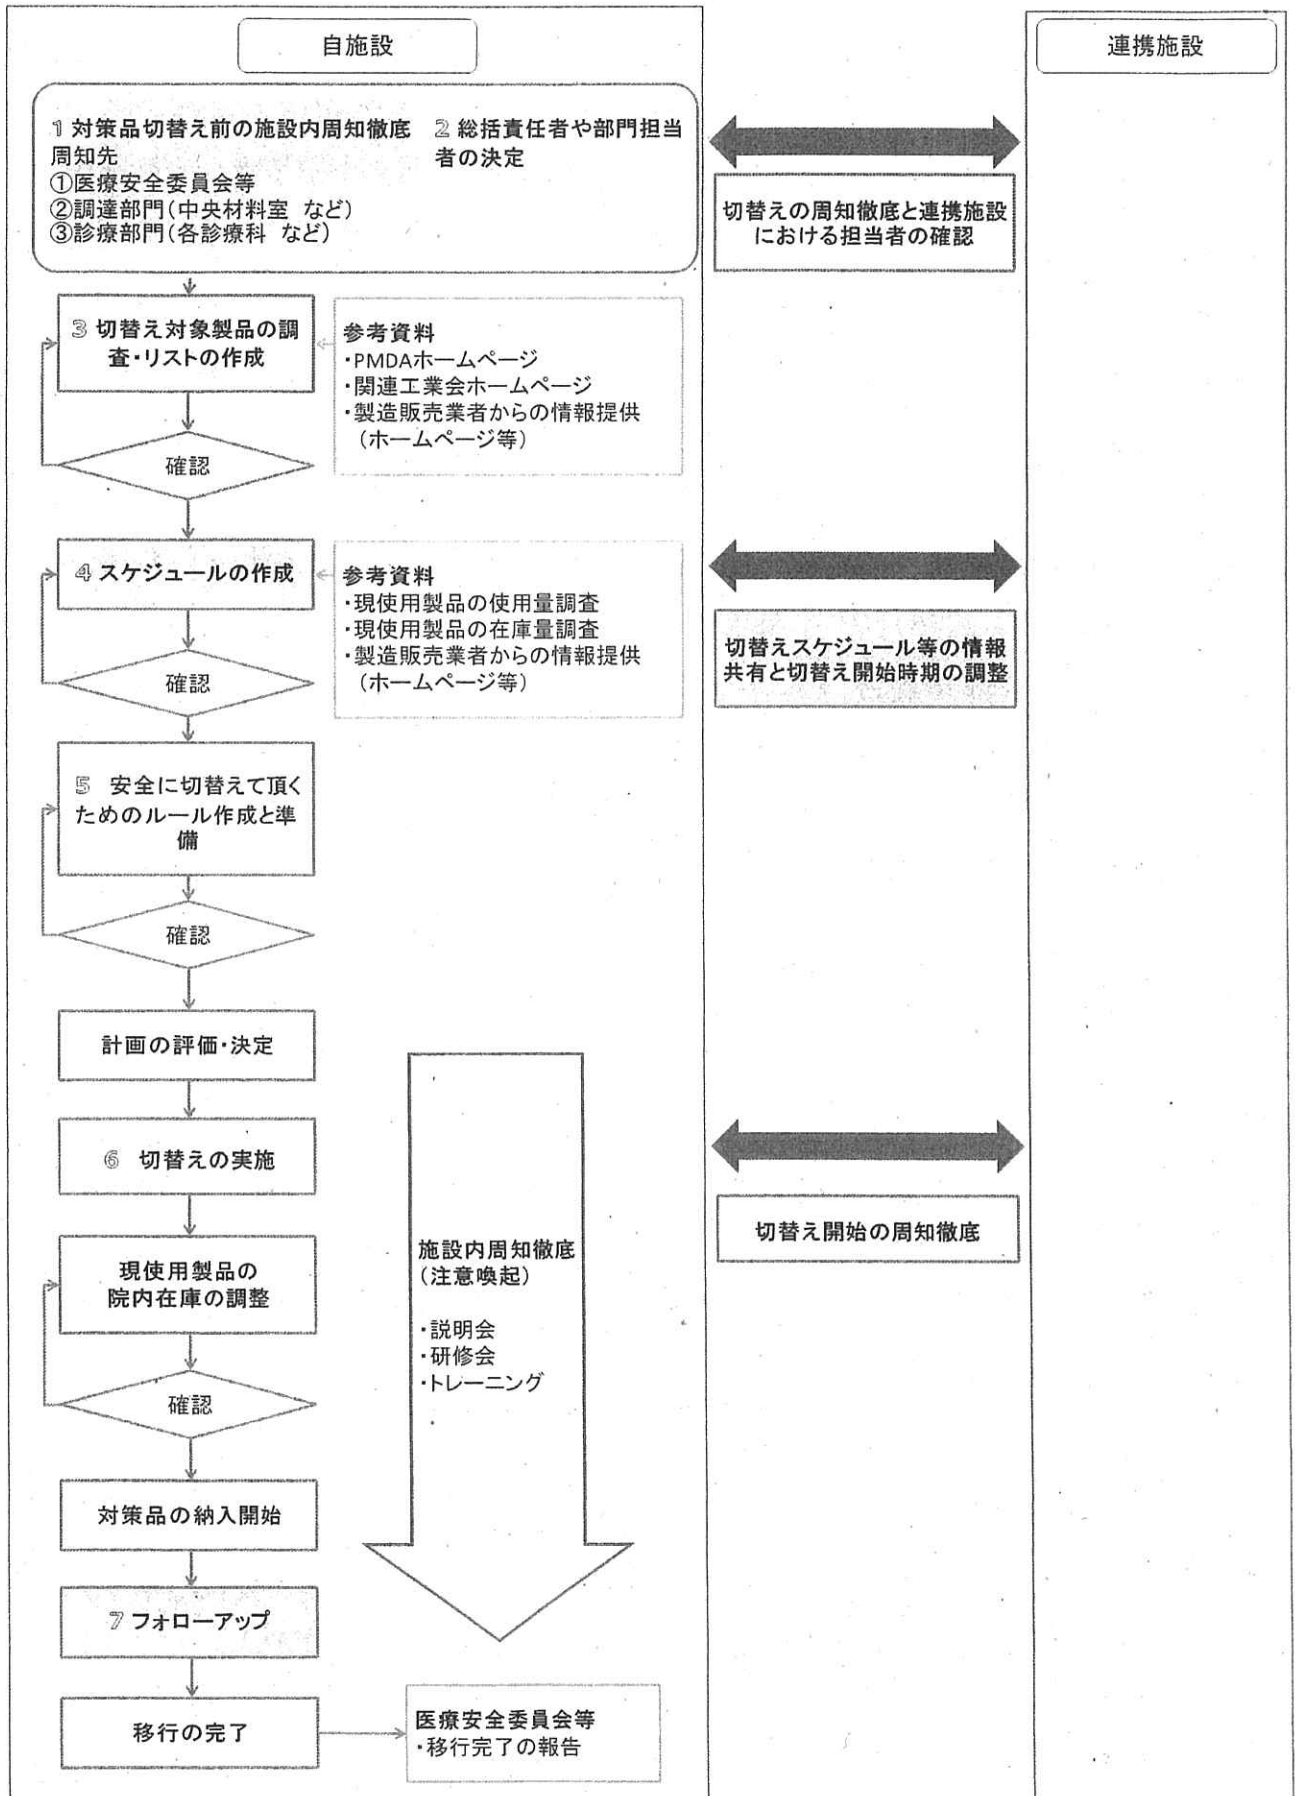 自施設
連携施設
1 対策品切替え前の施設内周知徹底
周知先
①医療安全委員会等
②調達部門(中央材料室 など)
③診療部門(各診療科 など)
2 総括責任者や部門担当
者の決定
切替えの周知徹底と連携施設
における担当者の確認
3 切替え対象製品の調
査・リストの作成
参考資料
・PMDAホームページ
・関連工業会ホームページ
・製造販売業者からの情報提供
(ホームページ等)
確認
4 スケジュールの作成
参考資料
・現使用製品の使用量調査
・現使用製品の在庫量調査
・製造販売業者からの情報提供
(ホームページ等)
切替えスケジュール等の情報
共有と切替え開始時期の調整
確認
5 安全に切替えて頂く
ためのルール作成と準
備
確認
計画の評価・決定
6 切替えの実施
切替え開始の周知徹底
現使用製品の
院内在庫の調整
施設内周知徹底
(注意喚起)
・説明会
・研修会
・トレーニング
確認
対策品の納入開始
7 フォローアップ
移行の完了
医療安全委員会等
・移行完了の報告